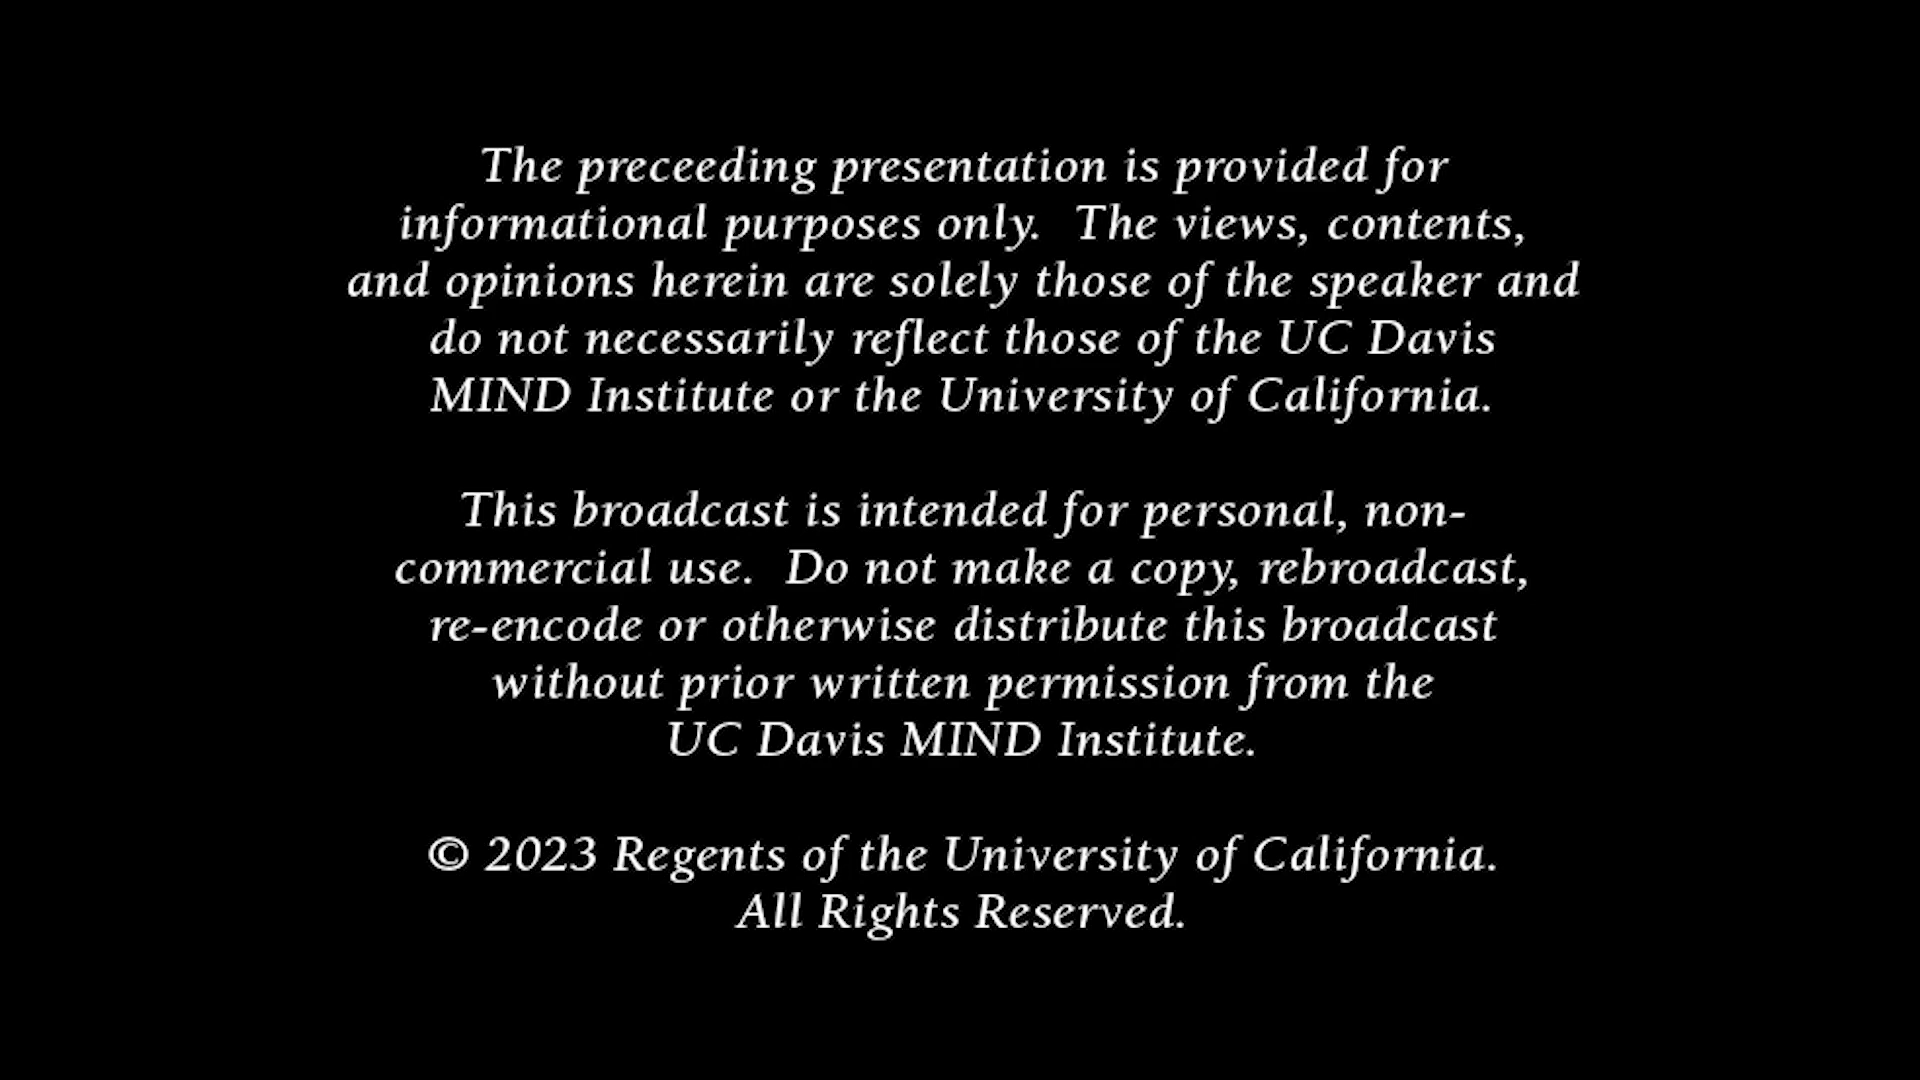 The preceeding presentation is provided for
informational purposes only.  The views, contents,
and opinions herein are solely those of the speaker and
do not necessarily reflect those of the UC Davis
MIND Institute or the University of California.
This broadcast is intended for personal, non-
commercial use.  Do not make a copy, rebroadcast,
re-encode or otherwise distribute this broadcast
without prior written permission from the
UC Davis MIND Institute.
© 2023 Regents of the University of California.
All Rights Reserved.